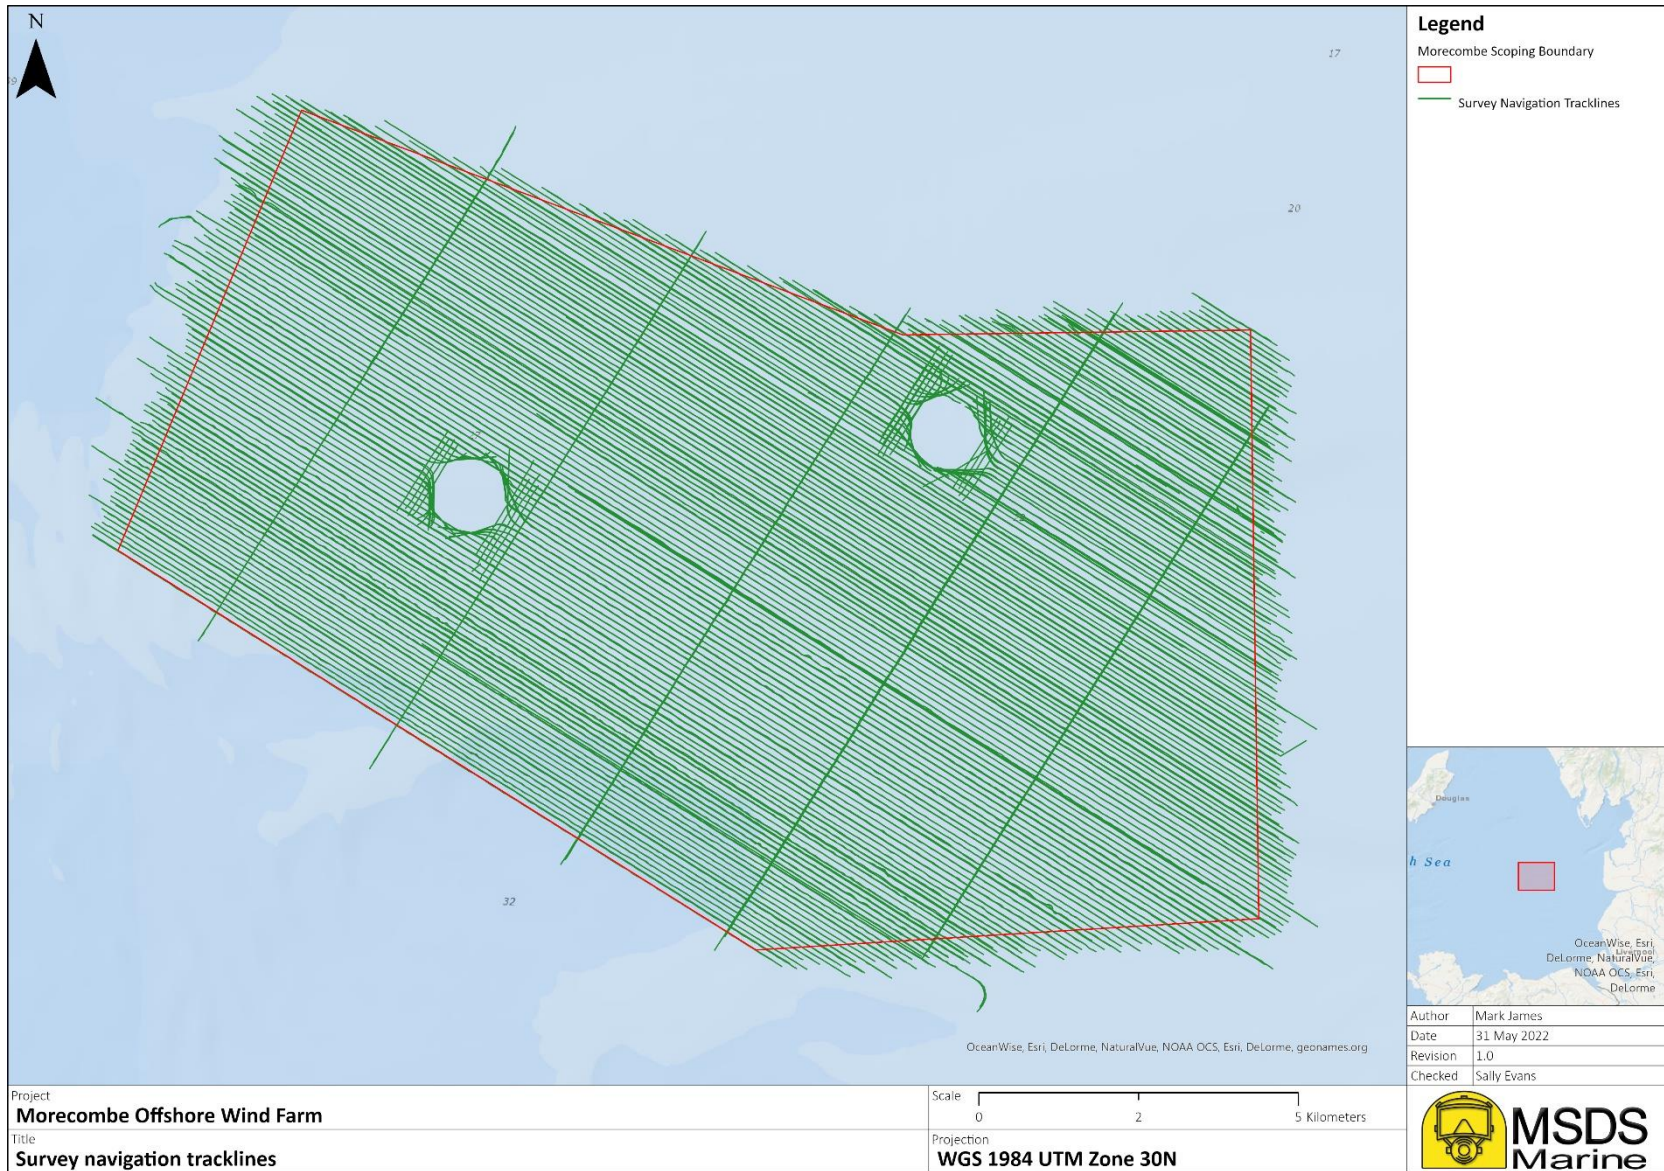 N
17
20
32
OceanWise, Esri, DeLorme, NaturalVue, NOAA OCS, Esri, DeLorme, geonames.org
Legend
Morecombe Scoping Boundary
Survey Navigation Tracklines
Douglas
h Sea
Liverpool
OceanWise, Esri,
DeLorme, NaturalVue,
NOAA OCS, Esri,
DeLorme
Author Mark James
Date 31 May 2022
Revision 1.0
Checked Sally Evans
Project
Morecombe Offshore Wind Farm
Title
Survey navigation tracklines
Scale
0 2 5 Kilometers
Projection
WGS 1984 UTM Zone 30N
MSDS
Marine